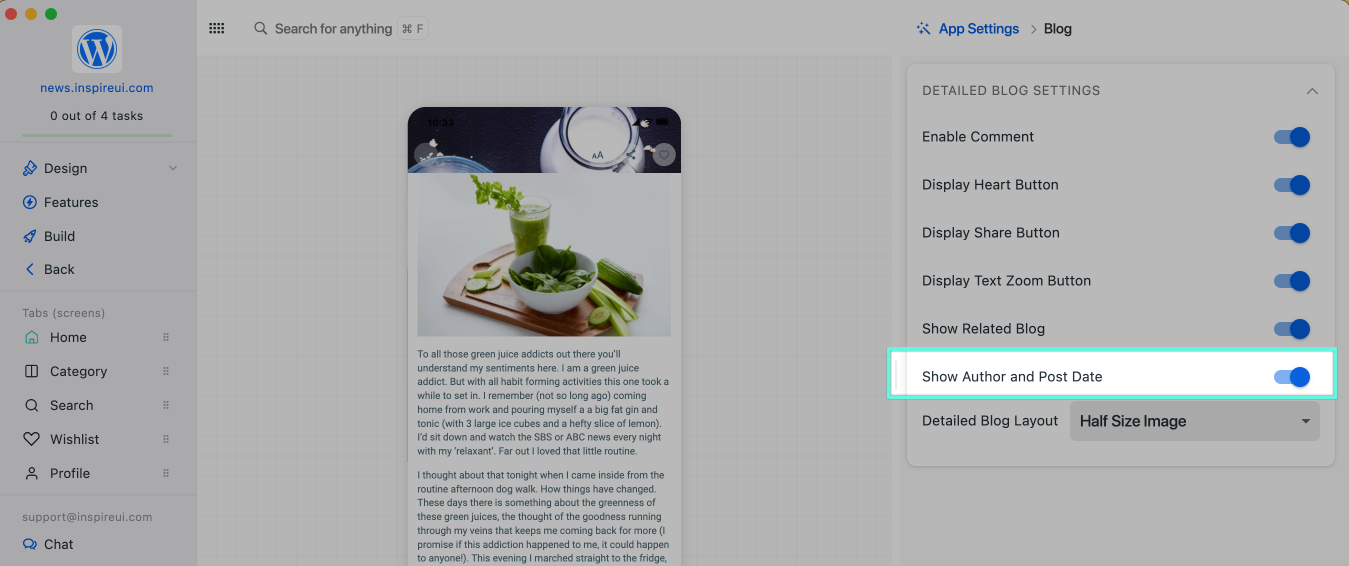 news.inspireui.com
0 out of 4 tasks
Design
Features
Build
Back
Tabs (screens)
Home
Category
Search
Wishlist
Profile
support@inspireui.com
Chat
Search for anything ⌘ F
10:33
AA
To all those green juice addicts out there you'll
understand my sentiments here. I am a green juice
addict. But with all habit forming activities this one took a
while to set in. I remember (not so long ago) coming
home from work and pouring myself a a big fat gin and
tonic (with 3 large ice cubes and a hefty slice of lemon).
I'd sit down and watch the SBS or ABC news every night
with my 'relaxant'. Far out I loved that little routine.
I thought about that tonight when I came inside from the
routine afternoon dog walk. How things have changed.
These days there is something about the greenness of
these green juices, the thought of the goodness running
through my veins that keeps me coming back for more (I
promise if this addiction happened to me, it could happen
to anyone!). This evening I marched straight to the fridge,
App Settings > Blog
DETAILED BLOG SETTINGS
Enable Comment
Display Heart Button
Display Share Button
Display Text Zoom Button
Show Related Blog
Show Author and Post Date
Detailed Blog Layout Half Size Image